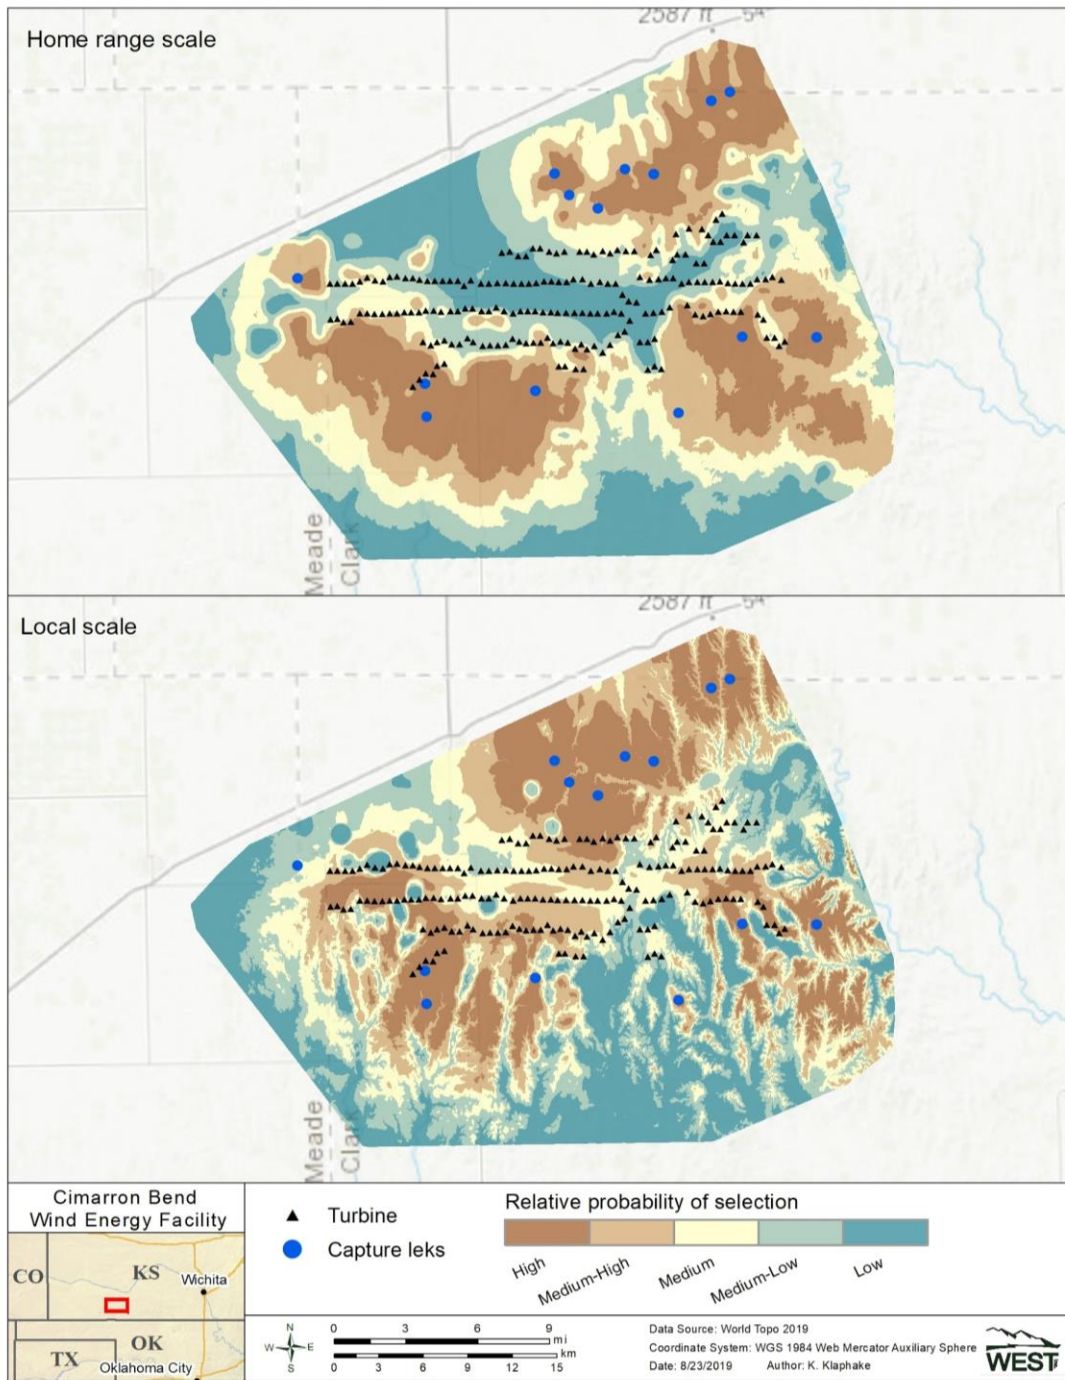 2587 ft
Home range scale
Meade
Clark
2587 ft
Local scale
Meade
Clark
Cimarron Bend
Wind Energy Facility
CO
KS
Wichita
OK
TX
Oklahoma City
Turbine
Capture leks
Relative probability of selection
High
Medium-High
Medium
Medium-Low
Low
N
W E
S
0 3 6 9
mi
km
0 3 6 9 12 15
Data Source: World Topo 2019
Coordinate System: WGS 1984 Web Mercator Auxiliary Sphere
Date: 8/23/2019 Author: K. Klaphake
WEST